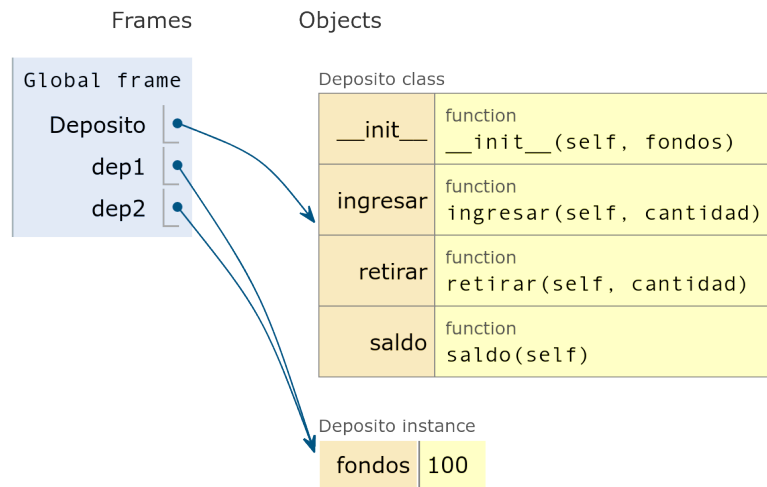 Frames
Objects
Global frame
Deposito
dep1
dep2
Deposito class
__init__
function
__init__(self, fondos)
ingresar
function
ingresar(self, cantidad)
retirar
function
retirar(self, cantidad)
saldo
function
saldo(self)
Deposito instance
fondos 100